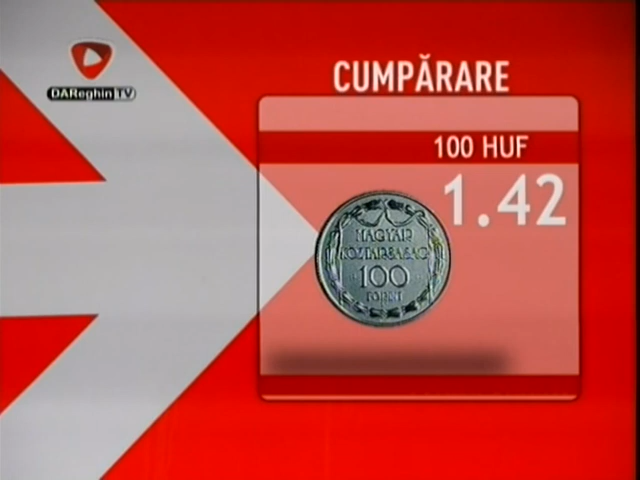 DAReghin TV
CUMPĂRARE
100 HUF
1.42
MAGYAR
KÖZTÁRSASÁG
100
FORINT